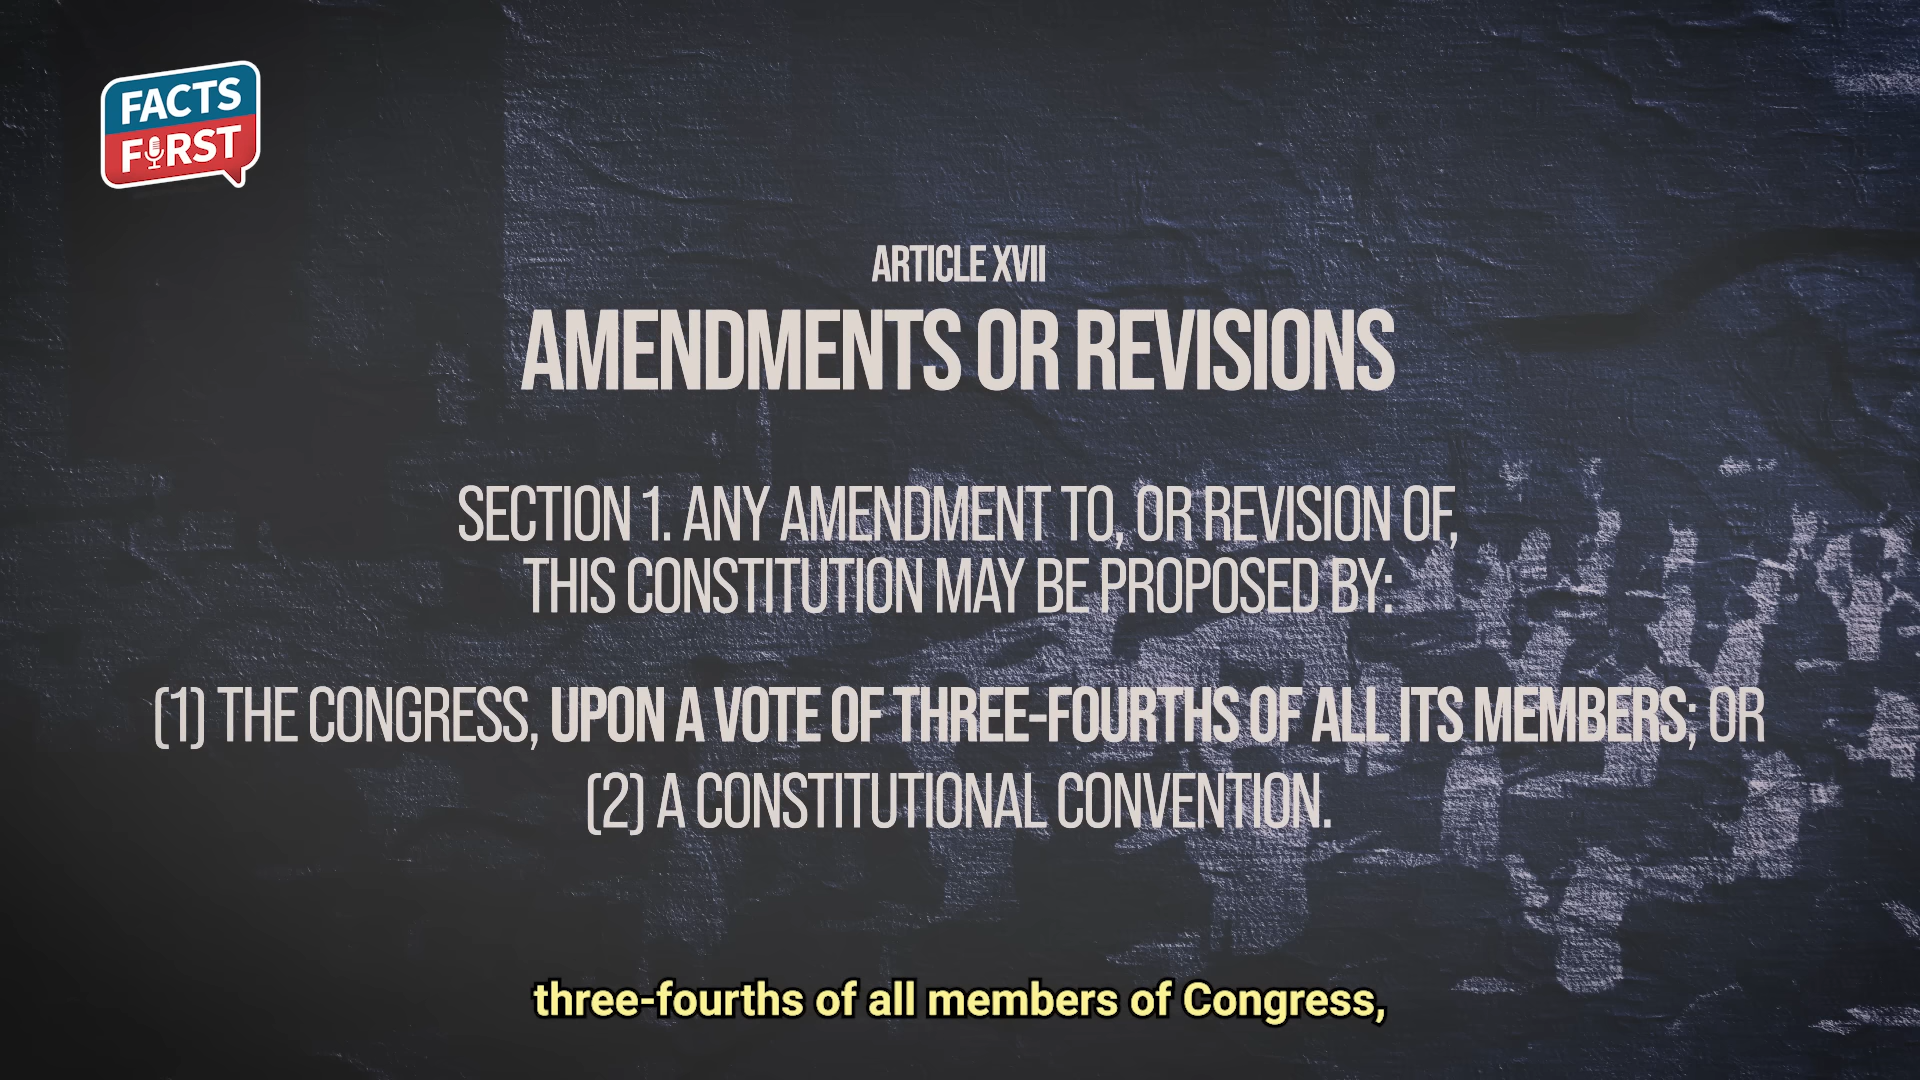 FACTS
FIRST
ARTICLE XVII
AMENDMENTS OR REVISIONS
SECTION 1. ANY AMENDMENT TO, OR REVISION OF,
THIS CONSTITUTION MAY BE PROPOSED BY:
(1) THE CONGRESS, UPON A VOTE OF THREE-FOURTHS OF ALL ITS MEMBERS; OR
(2) A CONSTITUTIONAL CONVENTION.
three-fourths of all members of Congress,